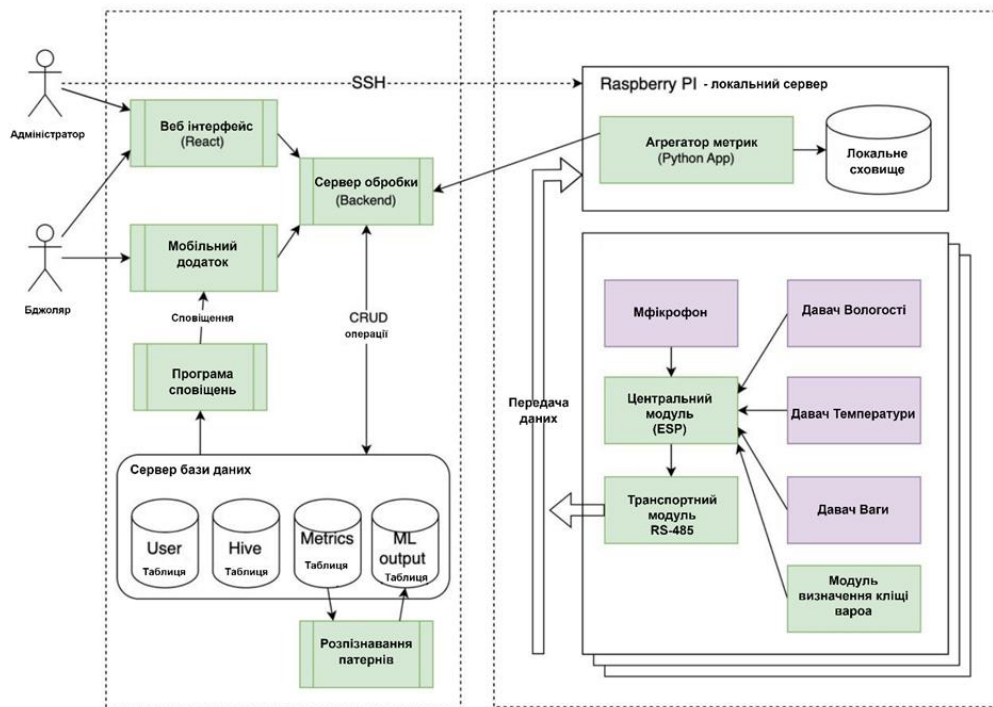 SSH
Адміністратор
Веб інтерфейс
(React)
Сервер обробки
(Backend)
Бджоляр
Мобільний
додаток
Сповіщення
Програма
сповіщень
CRUD
операції
Сервер бази даних
User
Таблиця
Hive
Таблиця
Metrics
Таблиця
ML
output
Таблиця
Розпізнавання
патернів
Raspberry PI - локальний сервер
Агрегатор метрик
(Python App)
Локальне
сховище
Передача
даних
Мфікрофон
Давач Вологості
Центральний
модуль
(ESP)
Давач Температури
Транспортний
модуль
RS-485
Давач Ваги
Модуль
визначення кліщі
вароа